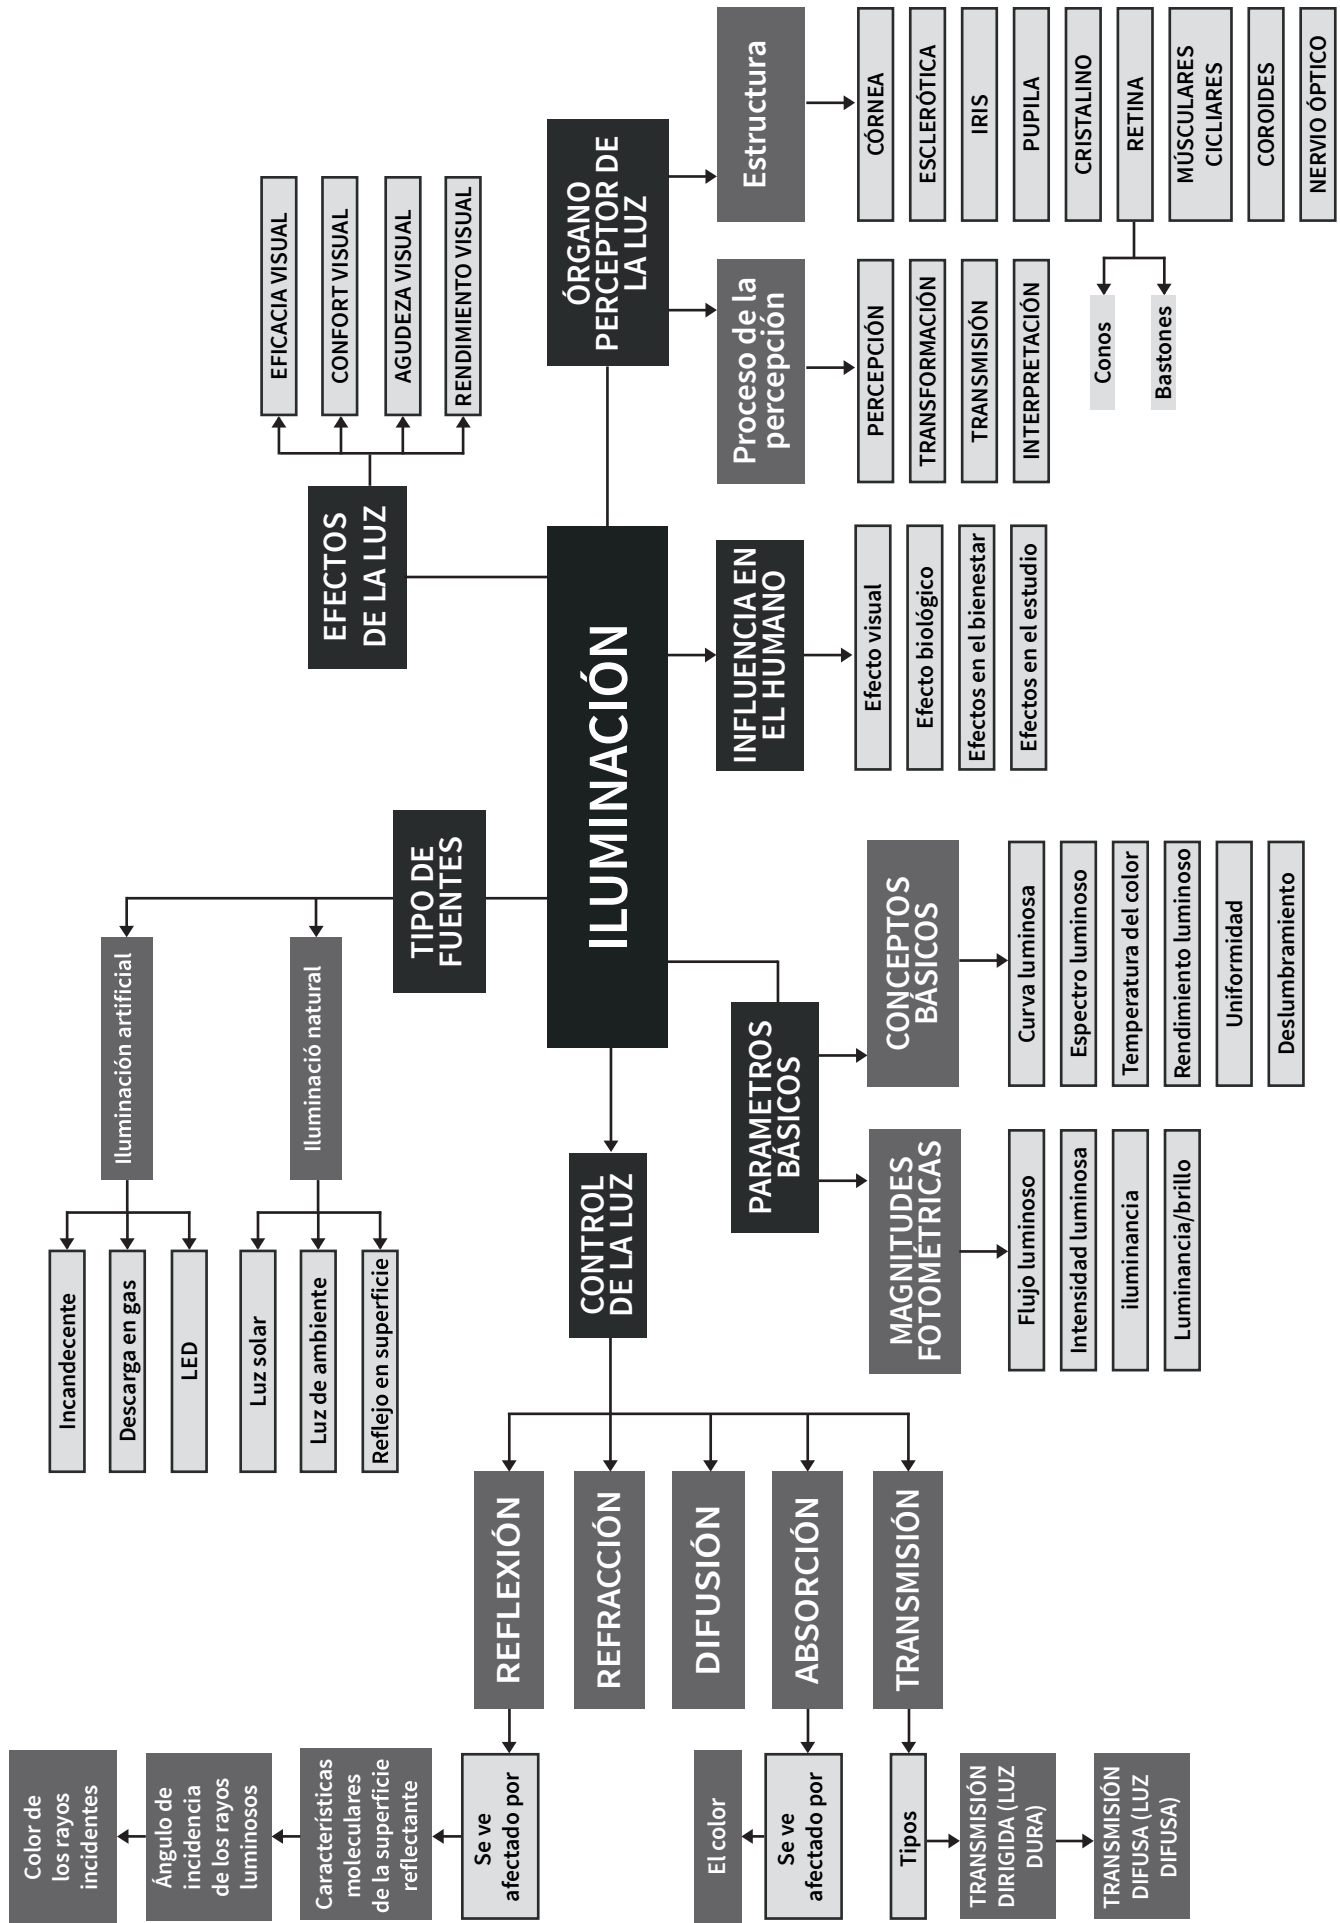 ILUMINACIÓN
TIPO DE
FUENTES
Iluminación artificial
Incandecente
Descarga en gas
LED
Iluminació natural
Luz solar
Luz de ambiente
Reflejo en superficie
EFECTOS
DE LA LUZ
EFICACIA VISUAL
CONFORT VISUAL
AGUDEZA VISUAL
RENDIMIENTO VISUAL
ÓRGANO
PERCEPTOR DE
LA LUZ
Proceso de la
percepción
PERCEPCIÓN
TRANSFORMACIÓN
TRANSMISIÓN
INTERPRETACIÓN
Estructura
CÓRNEA
ESCLERÓTICA
IRIS
PUPILA
CRISTALINO
RETINA
Conos
Bastones
MÚSCULARES
CICLIARES
COROIDES
NERVIO ÓPTICO
INFLUENCIA EN
EL HUMANO
Efecto visual
Efecto biológico
Efectos en el bienestar
Efectos en el estudio
PARÁMETROS
BÁSICOS
CONCEPTOS
BÁSICOS
Curva luminosa
Espectro luminoso
Temperatura del color
Rendimiento luminoso
Uniformidad
Deslumbramiento
MAGNITUDES
FOTOMÉTRICAS
Flujo luminoso
Intensidad luminosa
iluminancia
Luminancia/brillo
CONTROL
DE LA LUZ
REFLEXIÓN
Se ve
afectado por
Características
moleculares
de la superficie
reflectante
Ángulo de
incidencia
de los rayos
luminosos
Color de
los rayos
incidentes
REFRACCIÓN
DIFUSIÓN
ABSORCIÓN
Se ve
afectado por
El color
TRANSMISIÓN
Tipos
TRANSMISIÓN
DIRIGIDA (LUZ
DURA)
TRANSMISIÓN
DIFUSA (LUZ
DIFUSA)